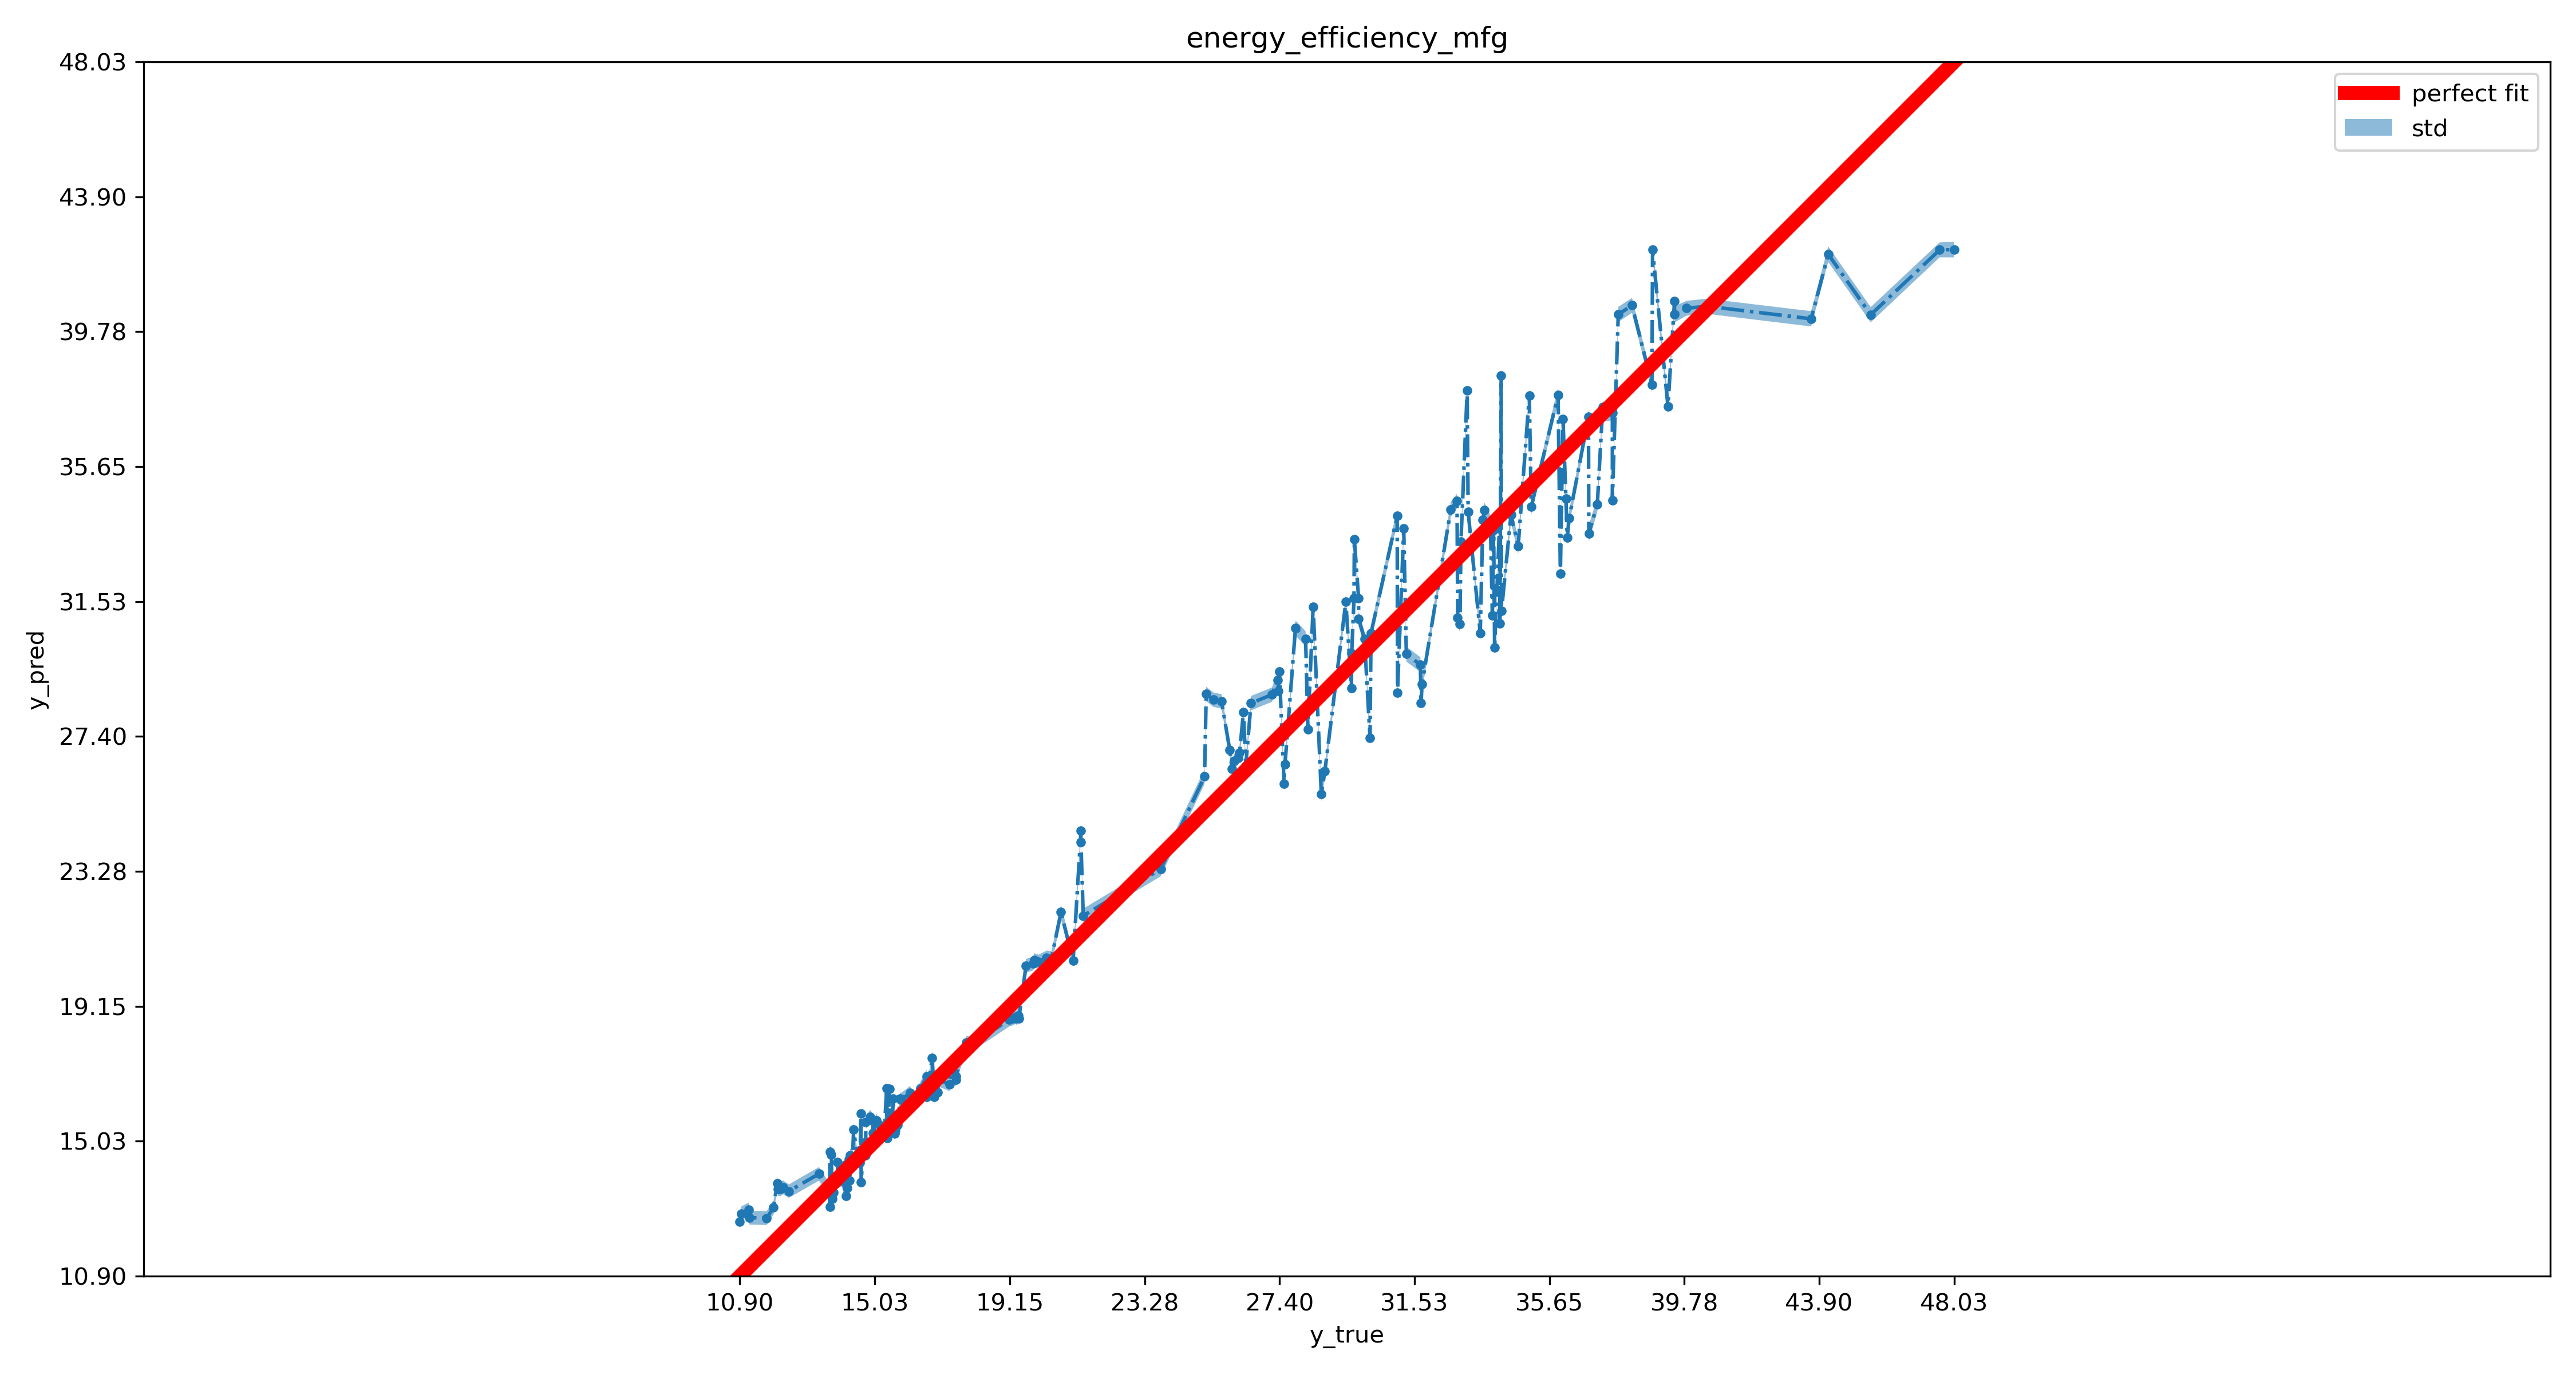 energy_efficiency_mfg
48.03
43.90
39.78
35.65
31.53
27.40
23.28
19.15
15.03
10.90
y_pred
perfect fit
std
10.90 15.03 19.15 23.28 27.40 31.53 35.65 39.78 43.90 48.03
y_true